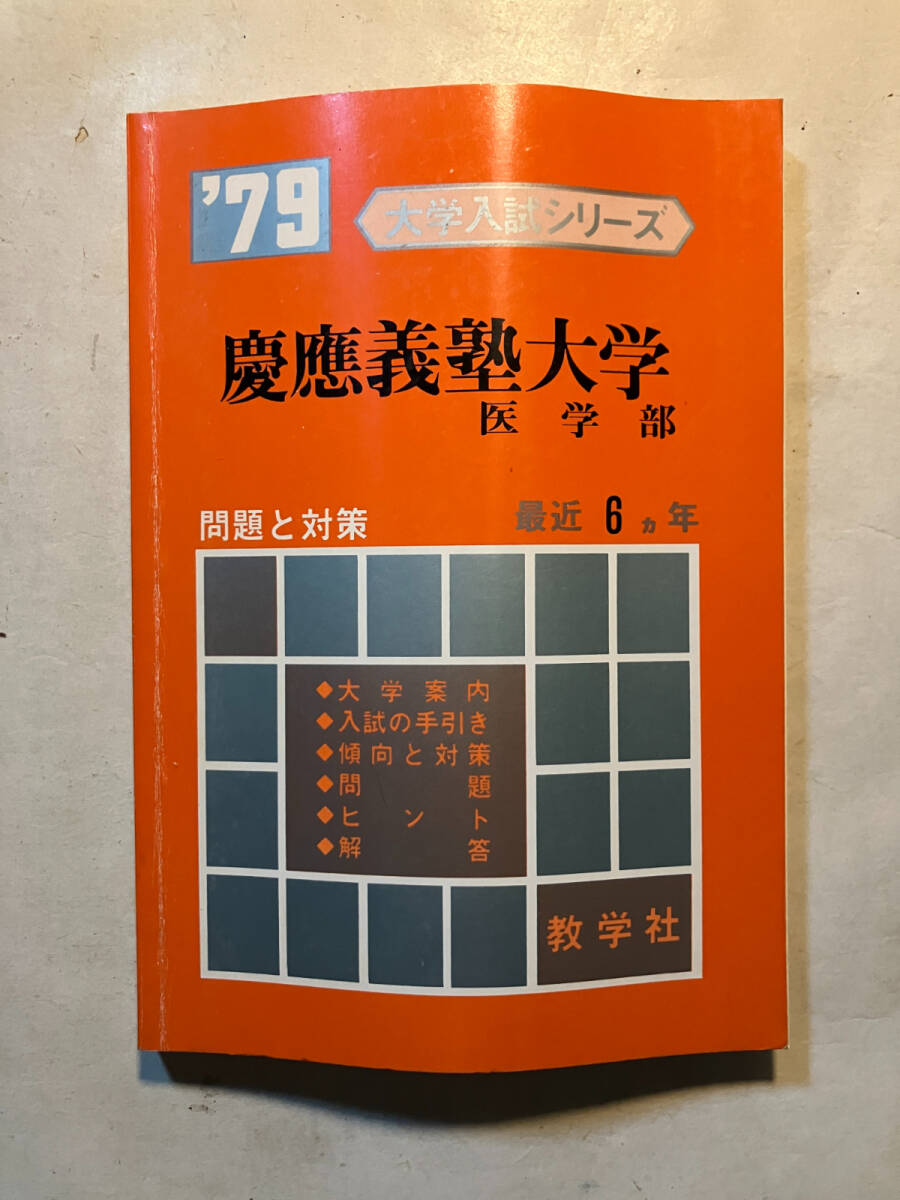 '79
大学入試シリーズ
慶應義塾大学
医学部
問題と対策
最近6ヵ年
◆大学案内
◆入試の手引き
◆傾向と対策
◆問題
◆ヒント
◆解答
教学社